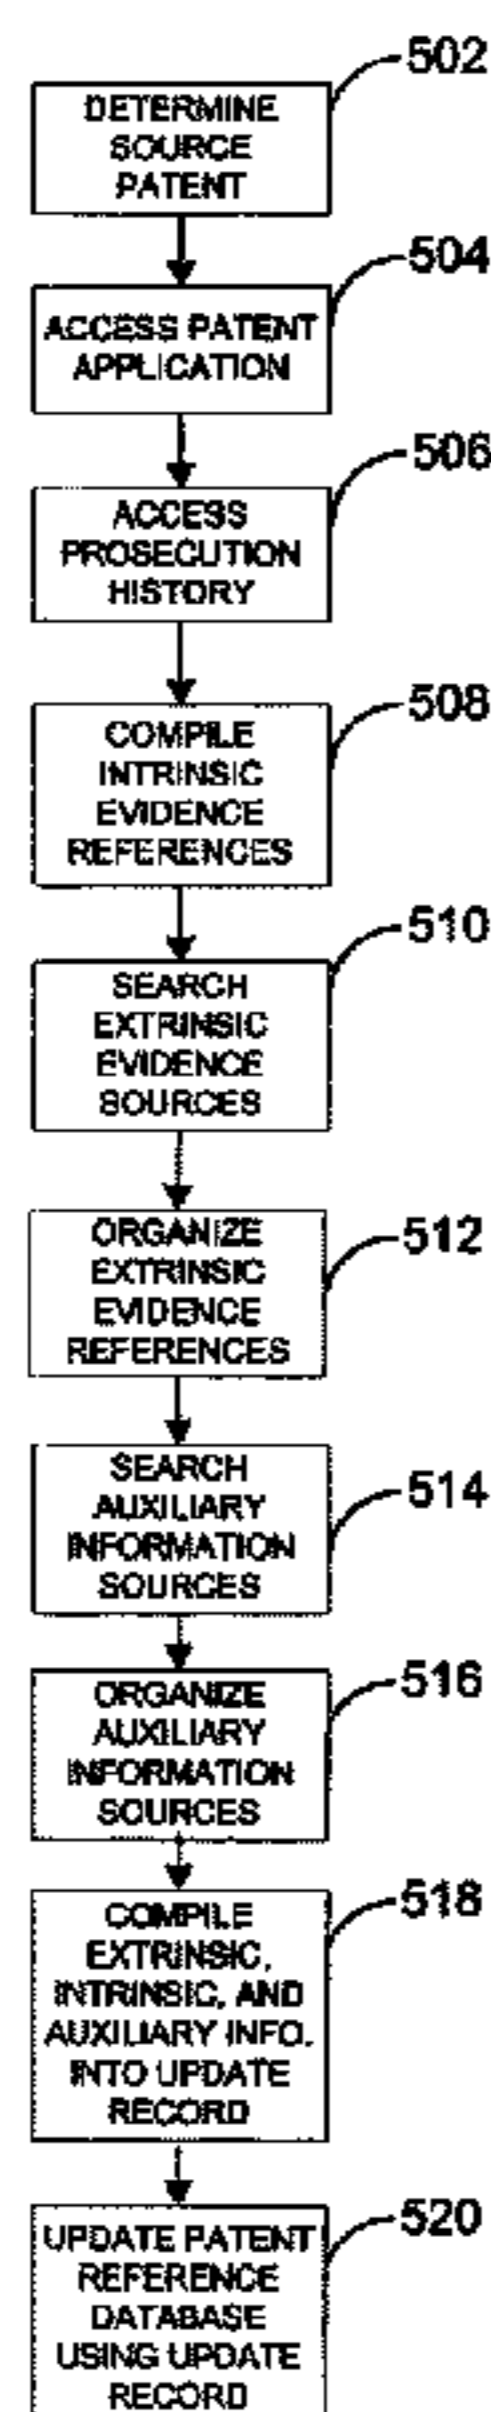 502
DETERMINE
SOURCE
PATENT
504
ACCESS PATENT
APPLICATION
506
ACCESS
PROSECUTION
HISTORY
508
COMPILE
INTRINSIC
EVIDENCE
REFERENCES
510
SEARCH
EXTRINSIC
EVIDENCE
SOURCES
512
ORGANIZE
EXTRINSIC
EVIDENCE
REFERENCES
514
SEARCH
AUXILIARY
INFORMATION
SOURCES
516
ORGANIZE
AUXILIARY
INFORMATION
SOURCES
518
COMPILE
EXTRINSIC,
INTRINSIC, AND
AUXILIARY INFO.
INTO UPDATE
RECORD
520
UPDATE PATENT
REFERENCE
DATABASE
USING UPDATE
RECORD